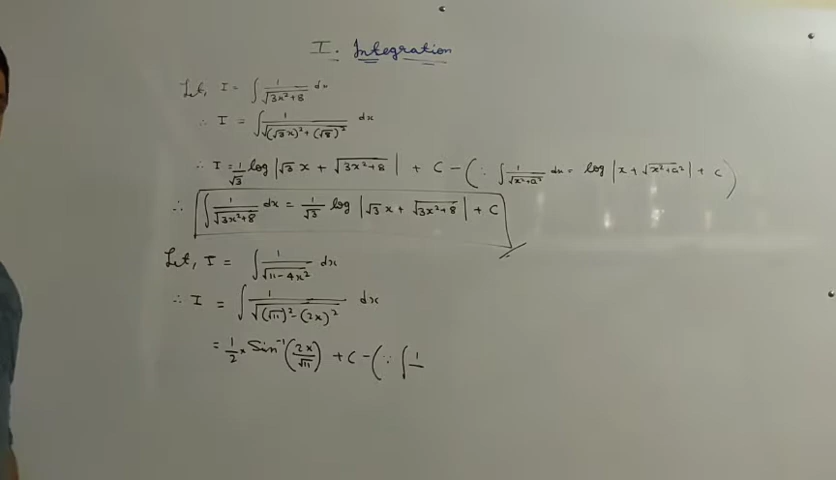 I. Integration
Let, I = ∫ 1/√(3x²+8) dx
∴ I = ∫ 1/√((√3x)²+(√8)²) dx
∴ I = 1/√3 log |√3 x + √(3x²+8)| + C – (∵ ∫ 1/√(x²+a²) dx = log |x + √(x²+a²)| + c)
∴ ∫ 1/√(3x²+8) dx = 1/√3 log |√3 x + √(3x²+8)| + C
Let, I = ∫ 1/√(11-4x²) dx
∴ I = ∫ 1/√((√11)²-(2x)²) dx
= 1/2 × Sin⁻¹(2x/√11) + C – (∵ ∫ 1/